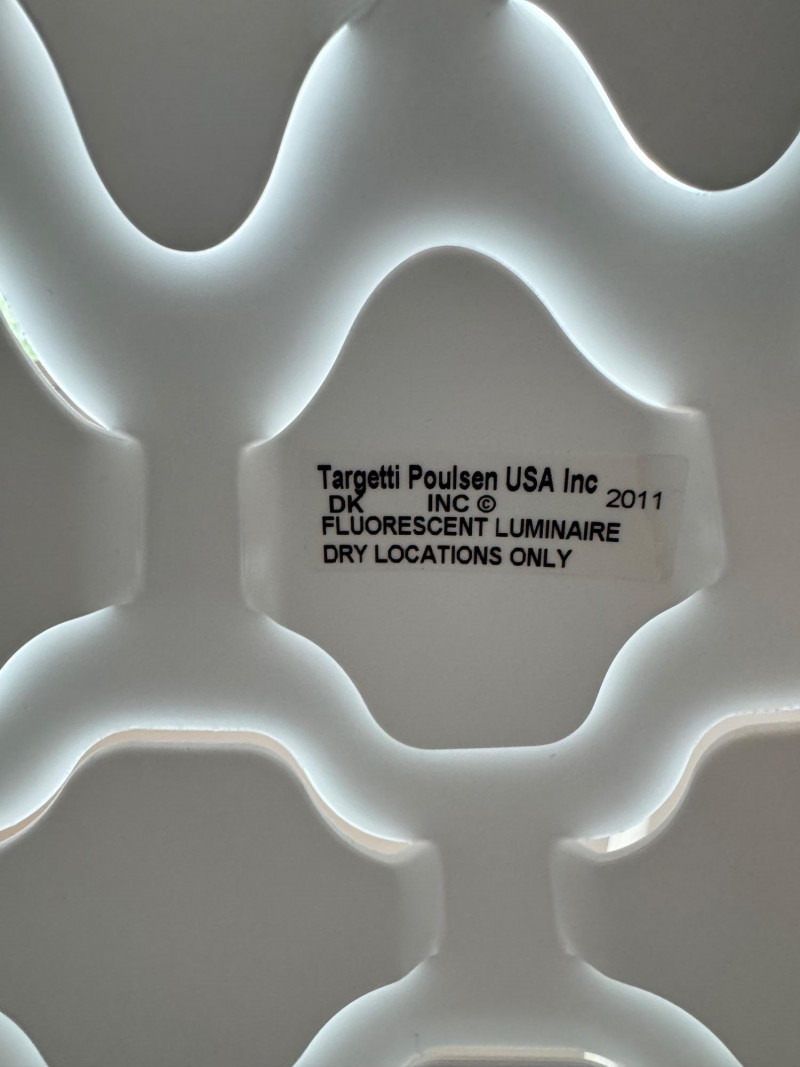 Targetti Poulsen USA Inc
DK INC © 2011
FLUORESCENT LUMINAIRE
DRY LOCATIONS ONLY